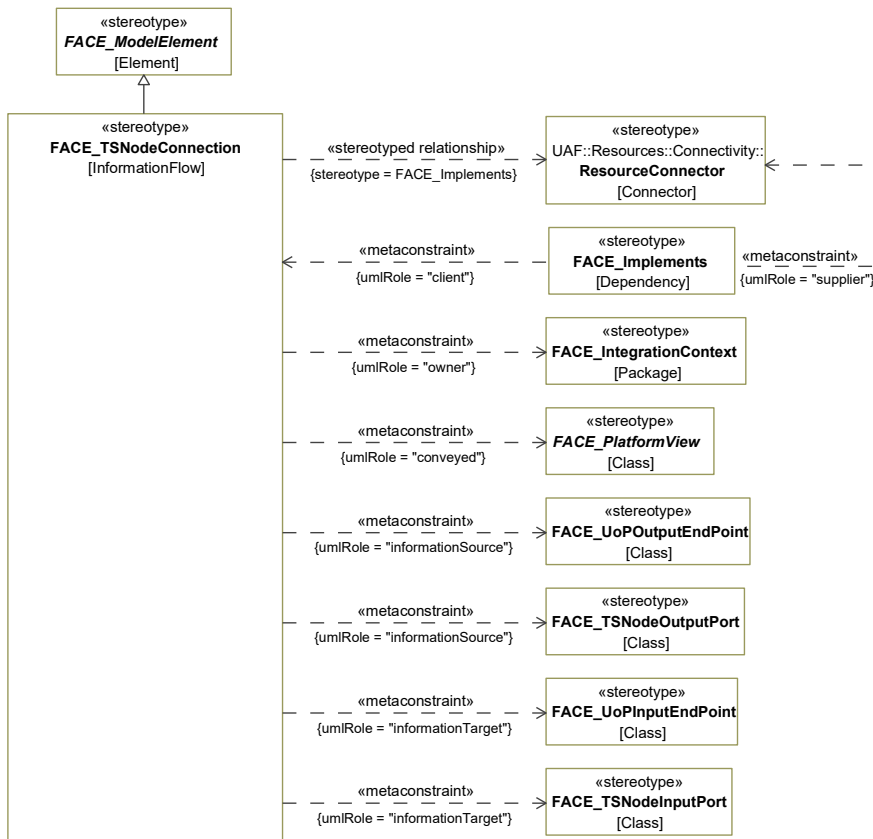 «stereotype»
FACE_ModelElement
[Element]
«stereotype»
FACE_TSNodeConnection
[InformationFlow]
«stereotyped relationship»
{stereotype = FACE_Implements}
«stereotype»
UAF::Resources::Connectivity::
ResourceConnector
[Connector]
«metaconstraint»
{umlRole = "client"}
«stereotype»
FACE_Implements
[Dependency]
«metaconstraint»
{umlRole = "supplier"}
«metaconstraint»
{umlRole = "owner"}
«stereotype»
FACE_IntegrationContext
[Package]
«metaconstraint»
{umlRole = "conveyed"}
«stereotype»
FACE_PlatformView
[Class]
«metaconstraint»
{umlRole = "informationSource"}
«stereotype»
FACE_UoPOutputEndPoint
[Class]
«metaconstraint»
{umlRole = "informationSource"}
«stereotype»
FACE_TSNodeOutputPort
[Class]
«metaconstraint»
{umlRole = "informationTarget"}
«stereotype»
FACE_UoPInputEndPoint
[Class]
«metaconstraint»
{umlRole = "informationTarget"}
«stereotype»
FACE_TSNodeInputPort
[Class]